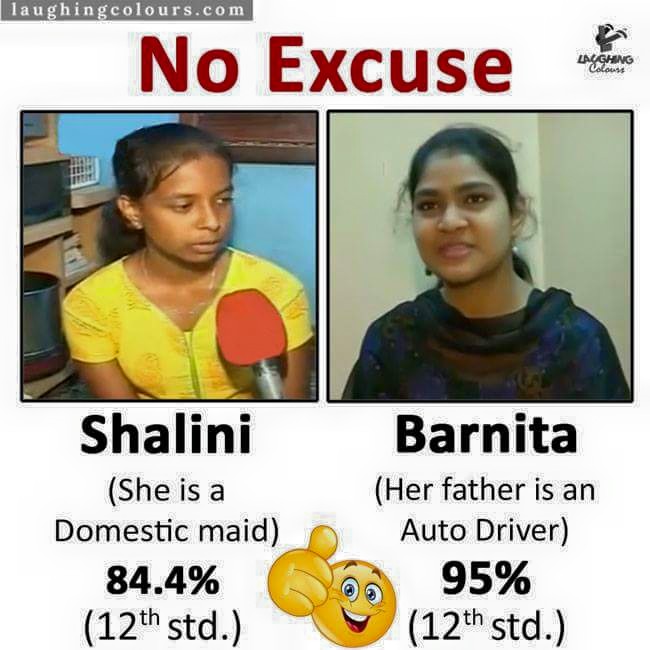 laughingcolours.com
No Excuse
LAUGHING
Colours
Shalini
(She is a
Domestic maid)
84.4%
(12th std.)
Barnita
(Her father is an
Auto Driver)
95%
(12th std.)